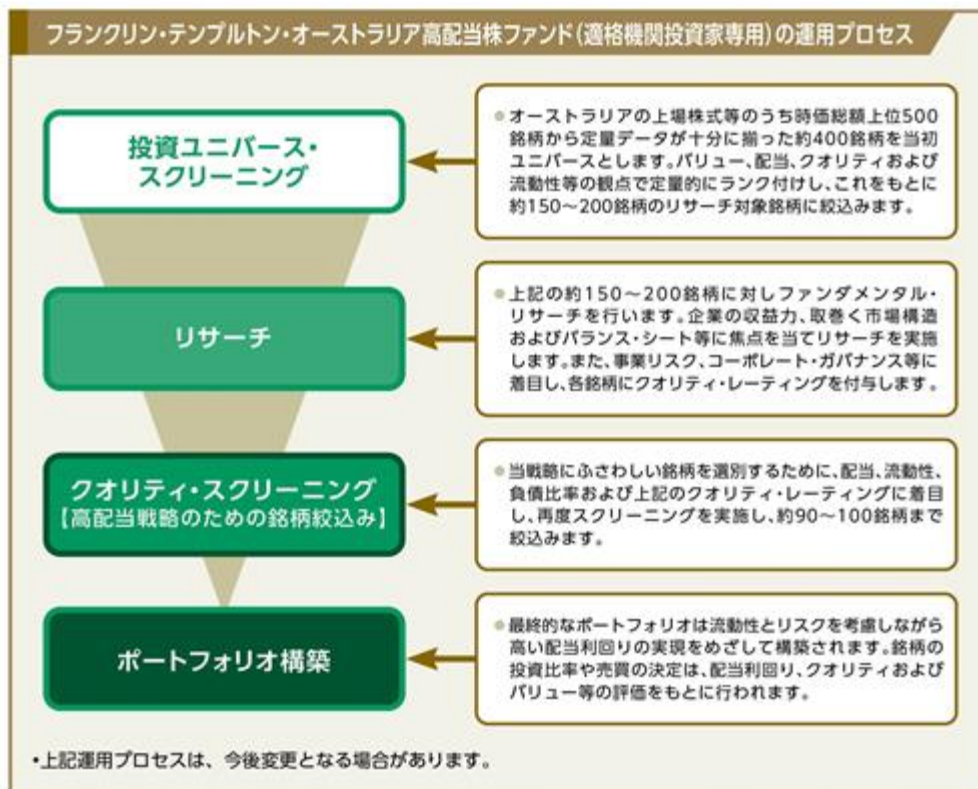 フランクリン・テンプルトン・オーストラリア高配当株ファンド(適格機関投資家専用)の運用プロセス
投資ユニバース・
スクリーニング
●オーストラリアの上場株式等のうち時価総額上位500
銘柄から定量データが十分に揃った約400銘柄を当初
ユニバースとします。バリュー、配当、クオリティおよび
流動性等の観点で定量的にランク付けし、これをもとに
約150〜200銘柄のリサーチ対象銘柄に絞込みます。
リサーチ
●上記の約150〜200銘柄に対しファンダメンタル・
リサーチを行います。企業の収益力、取巻く市場構造
およびバランス・シート等に焦点を当てリサーチを実施
します。また、事業リスク、コーポレート・ガバナンス等に
着目し、各銘柄にクオリティ・レーティングを付与します。
クオリティ・スクリーニング
【高配当戦略のための銘柄絞込み】
●当戦略にふさわしい銘柄を選別するために、配当、流動性、
負債比率および上記のクオリティ・レーティングに着目
し、再度スクリーニングを実施し、約90〜100銘柄まで
絞込みます。
ポートフォリオ構築
●最終的なポートフォリオは流動性とリスクを考慮しながら
高い配当利回りの実現をめざして構築されます。銘柄の
投資比率や売買の決定は、配当利回り、クオリティおよび
バリュー等の評価をもとに行われます。
・上記運用プロセスは、今後変更となる場合があります。